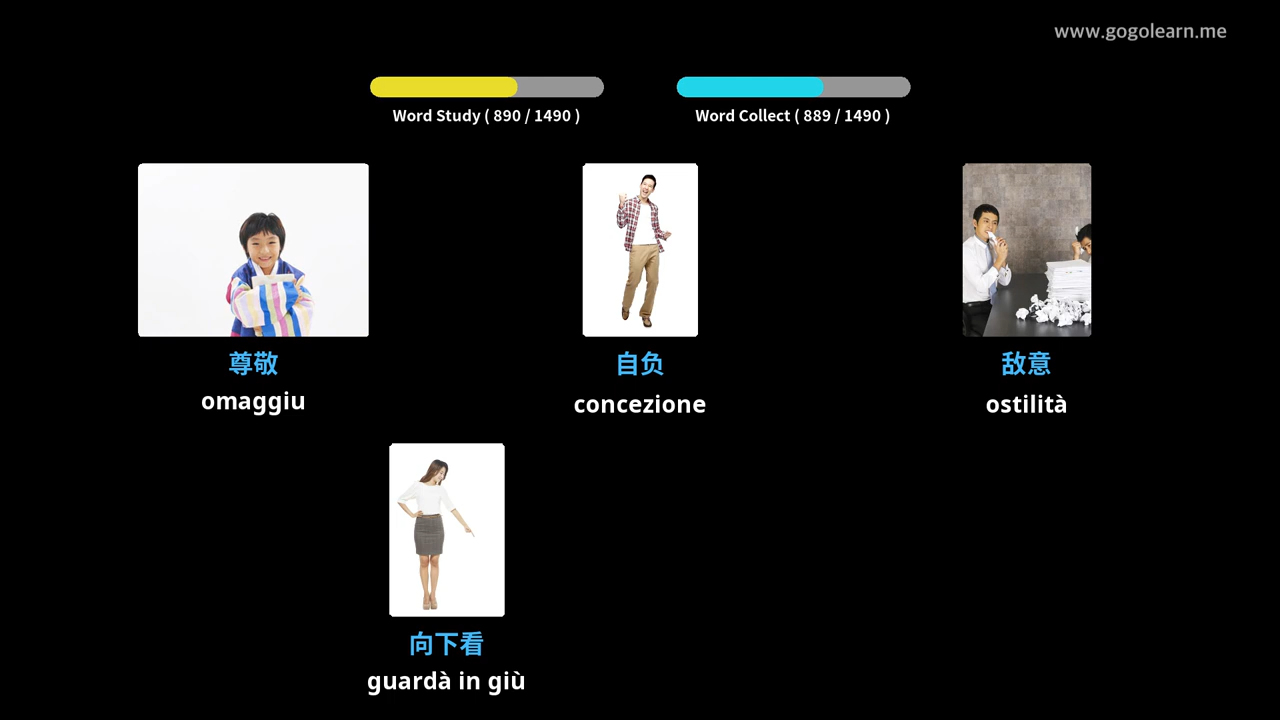 www.gogolearn.me
Word Study ( 890 / 1490 )
Word Collect ( 889 / 1490 )
尊敬
omaggiu
自负
concezione
敌意
ostilità
向下看
guardà in giù